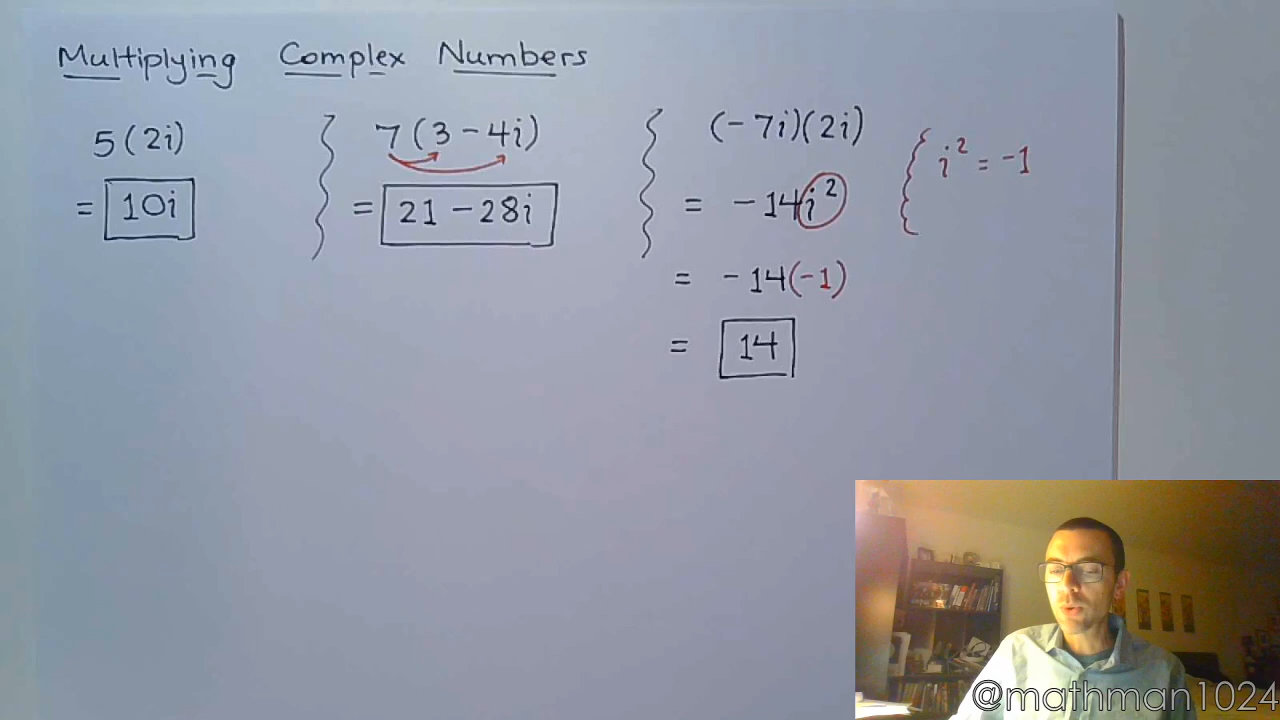 Multiplying Complex Numbers
5(2i)
= 10i
7(3 - 4i)
= 21 - 28i
(-7i)(2i)
= -14i²
= -14(-1)
= 14
i² = -1
@mathman1024